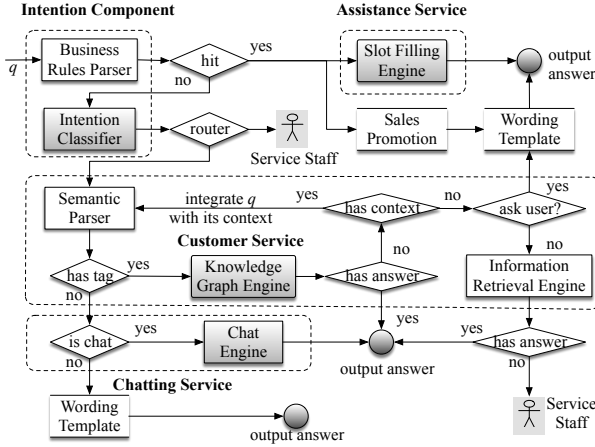 Intention Component
Assistance Service
q
Business
Rules Parser
hit
yes
Slot Filling
Engine
output
answer
no
Intention
Classifier
router
Service Staff
Sales
Promotion
Wording
Template
Semantic
Parser
integrate q
with its context
yes
has context
no
ask user?
yes
Customer Service
no
no
has tag
yes
Knowledge
Graph Engine
has answer
Information
Retrieval Engine
no
yes
is chat
yes
Chat
Engine
yes
has answer
no
output answer
no
Chatting Service
Wording
Template
output answer
Service
Staff